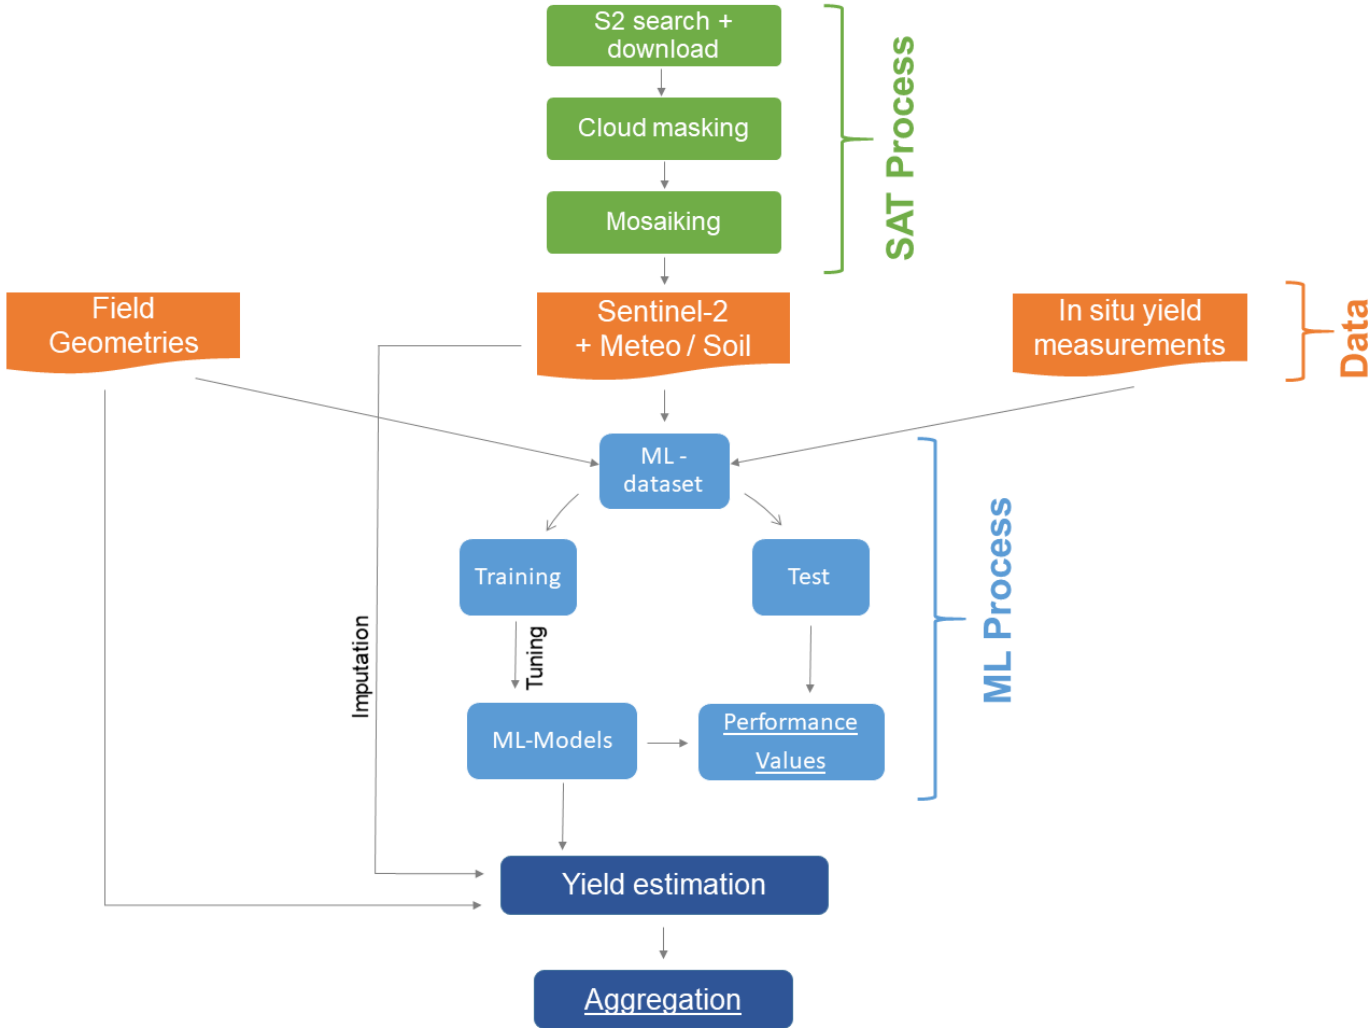 S2 search +
download
Cloud masking
Mosaiking
SAT Process
Field
Geometries
Sentinel-2
+ Meteo / Soil
In situ yield
measurements
Data
ML -
dataset
Training
Test
Imputation
Tuning
ML Process
ML-Models
Performance
Values
Yield estimation
Aggregation